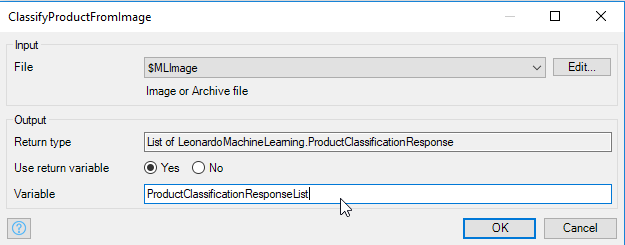 ClassifyProductFromImage
Input
File $MLImage Edit...
Image or Archive file
Output
Return type List of LeonardoMachineLearning.ProductClassificationResponse
Use return variable Yes No
Variable ProductClassificationResponseList
? OK Cancel